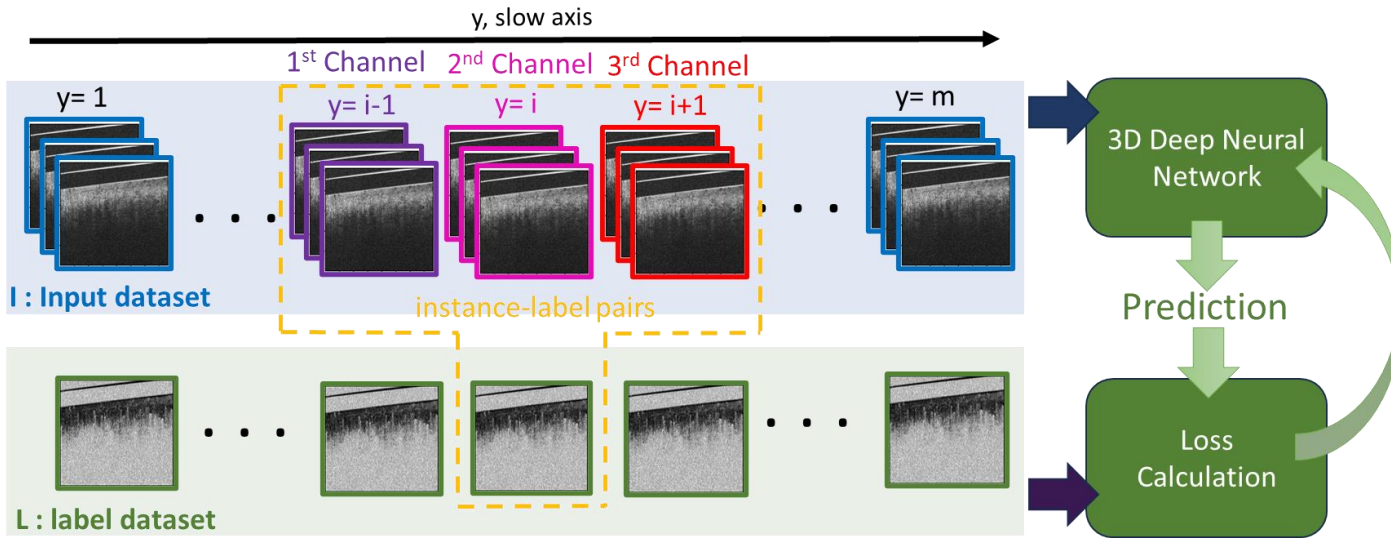 y, slow axis
1st Channel 2nd Channel 3rd Channel
y= 1 y= i-1 y= i y= i+1 y= m
. . . . . .
I : Input dataset
instance-label pairs
. . . . . .
L : label dataset
3D Deep Neural
Network
Prediction
Loss
Calculation